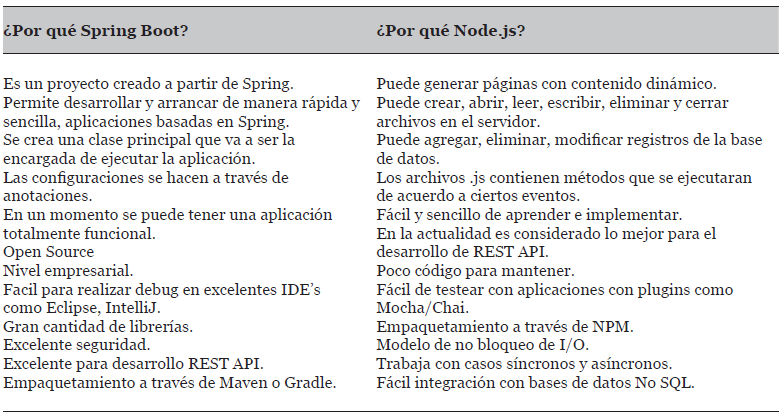 ¿Por qué Spring Boot?
Es un proyecto creado a partir de Spring.
Permite desarrollar y arrancar de manera rápida y
sencilla, aplicaciones basadas en Spring.
Se crea una clase principal que va a ser la
encargada de ejecutar la aplicación.
Las configuraciones se hacen a través de
anotaciones.
En un momento se puede tener una aplicación
totalmente funcional.
Open Source
Nivel empresarial.
Facil para realizar debug en excelentes IDE’s
como Eclipse, IntelliJ.
Gran cantidad de librerías.
Excelente seguridad.
Excelente para desarrollo REST API.
Empaquetamiento a través de Maven o Gradle.
¿Por qué Node.js?
Puede generar páginas con contenido dinámico.
Puede crear, abrir, leer, escribir, eliminar y cerrar
archivos en el servidor.
Puede agregar, eliminar, modificar registros de la base
de datos.
Los archivos .js contienen métodos que se ejecutaran
de acuerdo a ciertos eventos.
Fácil y sencillo de aprender e implementar.
En la actualidad es considerado lo mejor para el
desarrollo de REST API.
Poco código para mantener.
Fácil de testear con aplicaciones con plugins como
Mocha/Chai.
Empaquetamiento a través de NPM.
Modelo de no bloqueo de I/O.
Trabaja con casos síncronos y asíncronos.
Fácil integración con bases de datos No SQL.